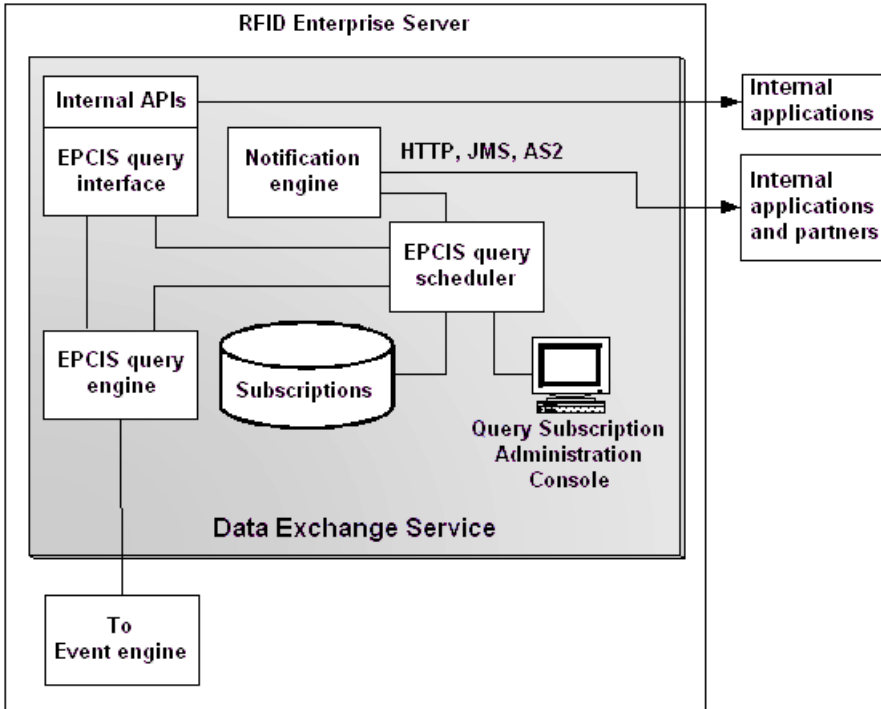 RFID Enterprise Server
Internal APIs
EPCIS query
interface
Notification
engine
HTTP, JMS, AS2
Internal
applications
Internal
applications
and partners
EPCIS query
scheduler
EPCIS query
engine
Subscriptions
Query Subscription
Administration
Console
Data Exchange Service
To
Event engine